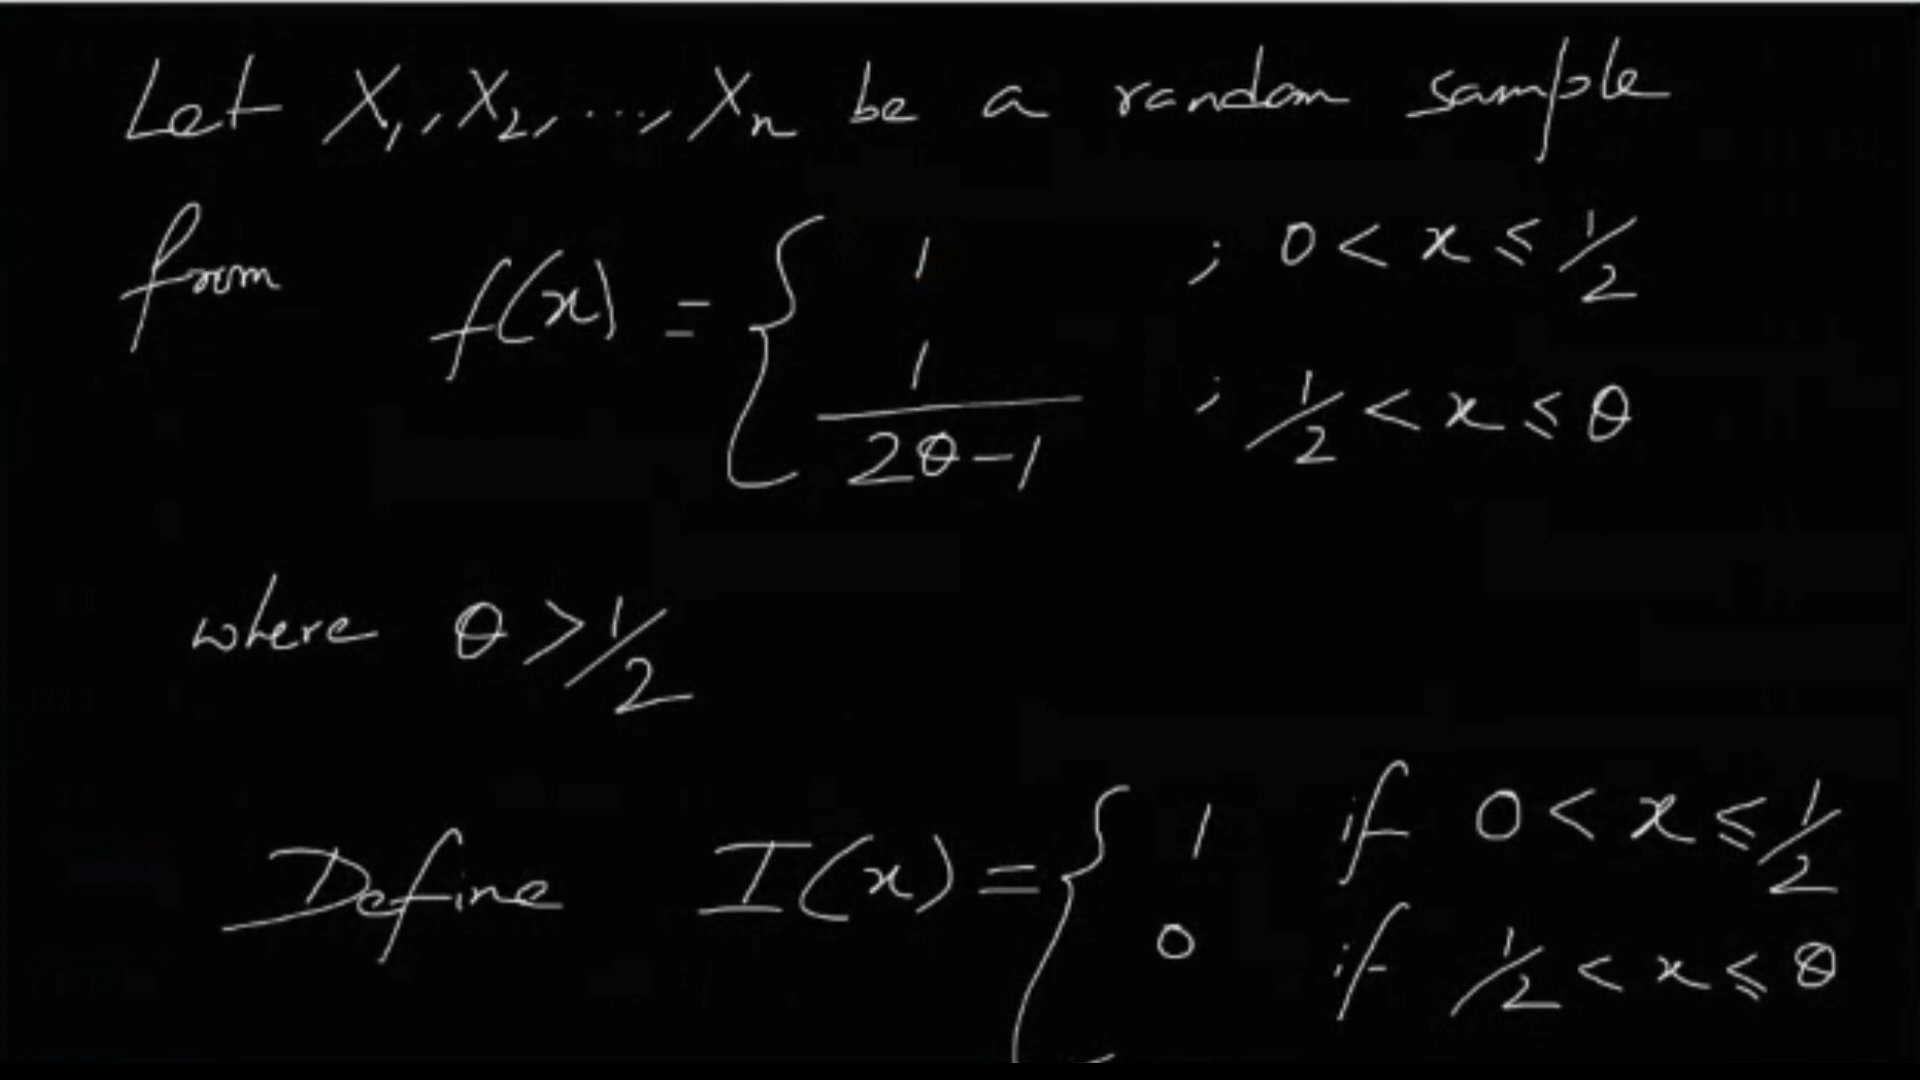 Let X₁, X₂, ..., Xₙ be a random sample
from f(x) = { 1 ; 0 < x ≤ 1/2
1/(2θ-1) ; 1/2 < x ≤ θ
where θ > 1/2
Define I(x) = { 1 if 0 < x ≤ 1/2
0 if 1/2 < x ≤ θ